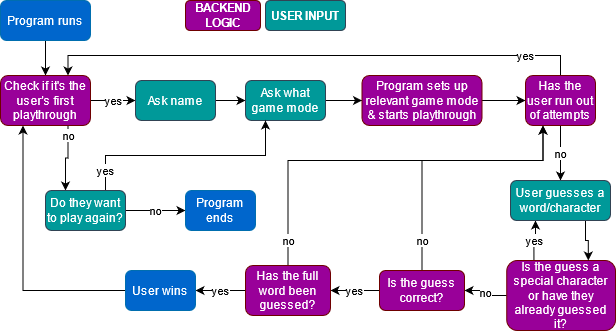 BACKEND
LOGIC
USER INPUT
Program runs
yes
Check if it's the
user's first
playthrough
yes
Ask name
Ask what
game mode
Program sets up
relevant game mode
& starts playthrough
Has the
user run out
of attempts
no
no
yes
Do they want
to play again?
no
Program
ends
User guesses a
word/character
no
no
yes
User wins
yes
Has the full
word been
guessed?
yes
Is the guess
correct?
no
Is the guess a
special character
or have they
already guessed
it?